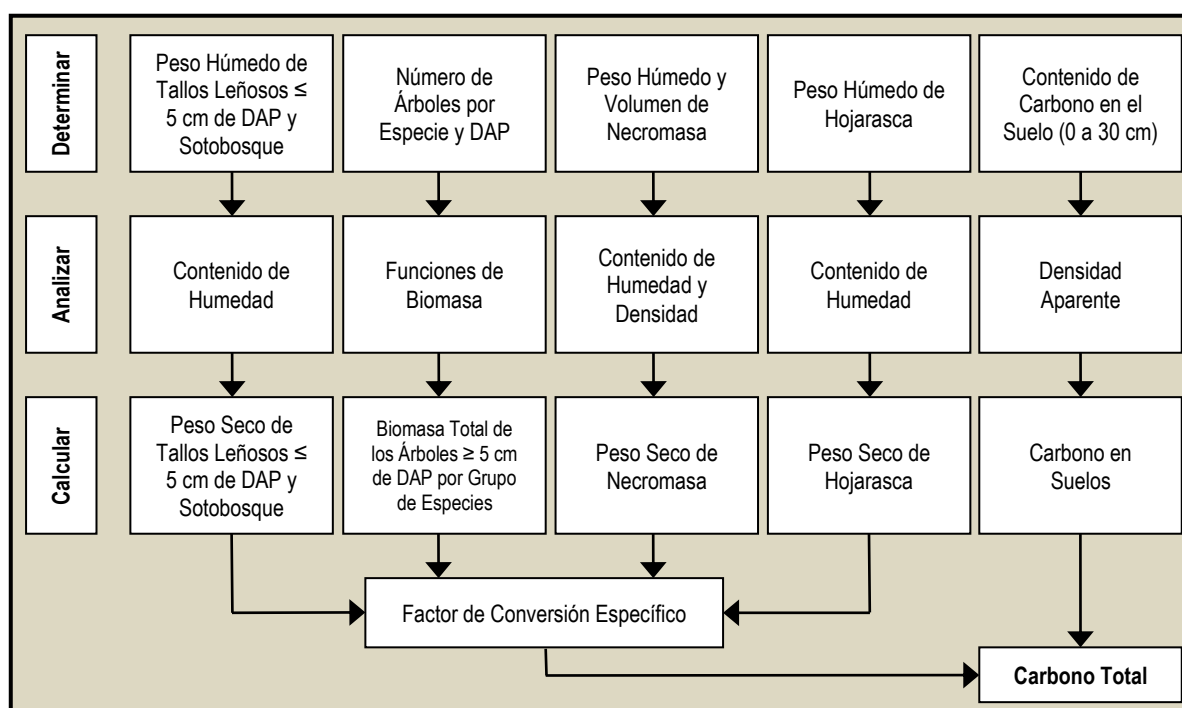 Determinar
Peso Húmedo de
Tallos Leñosos ≤
5 cm de DAP y
Sotobosque
Número de
Árboles por
Especie y DAP
Peso Húmedo y
Volumen de
Necromasa
Peso Húmedo de
Hojarasca
Contenido de
Carbono en el
Suelo (0 a 30 cm)
Analizar
Contenido de
Humedad
Funciones de
Biomasa
Contenido de
Humedad y
Densidad
Contenido de
Humedad
Densidad
Aparente
Calcular
Peso Seco de
Tallos Leñosos ≤
5 cm de DAP y
Sotobosque
Biomasa Total de
los Árboles ≥ 5 cm
de DAP por Grupo
de Especies
Peso Seco de
Necromasa
Peso Seco de
Hojarasca
Carbono en
Suelos
Factor de Conversión Específico
Carbono Total